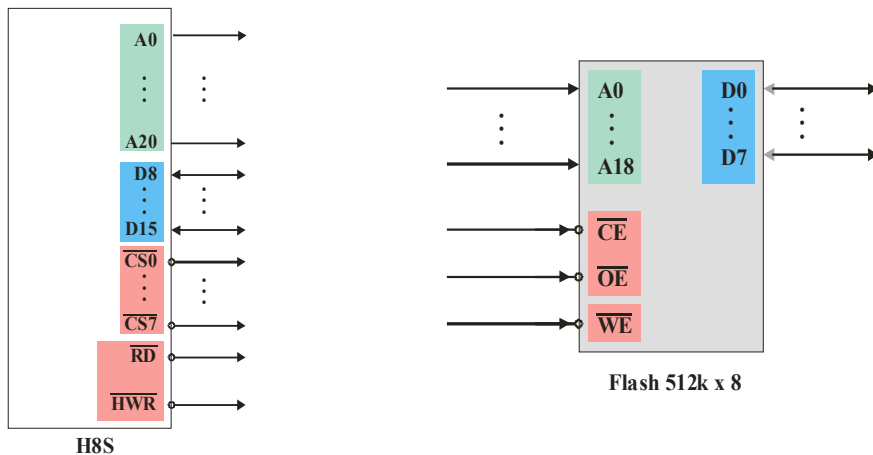 A0
A20
D8
D15
CS0
CS7
RD
HWR
H8S
A0
A18
CE
OE
WE
D0
D7
Flash 512k x 8